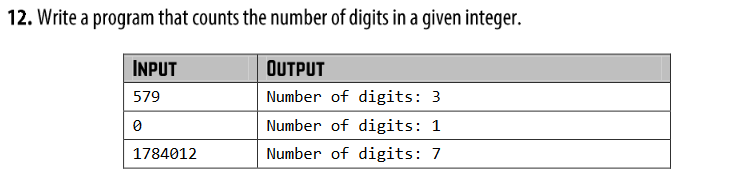 12. Write a program that counts the number of digits in a given integer.
INPUT OUTPUT
579 Number of digits: 3
0 Number of digits: 1
1784012 Number of digits: 7